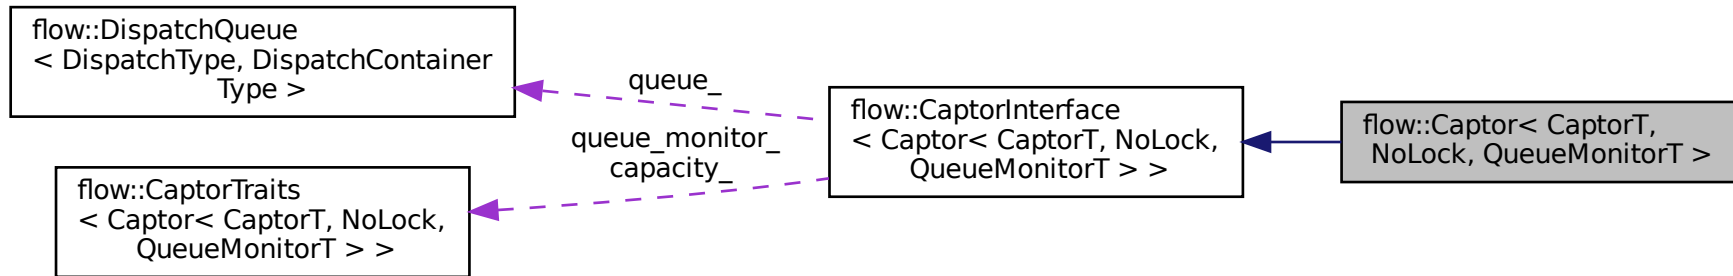 flow::DispatchQueue
< DispatchType, DispatchContainer
Type >
queue_
queue_monitor_
capacity_
flow::CaptorTraits
< Captor< CaptorT, NoLock,
QueueMonitorT > >
flow::CaptorInterface
< Captor< CaptorT, NoLock,
QueueMonitorT > >
flow::Captor< CaptorT,
NoLock, QueueMonitorT >